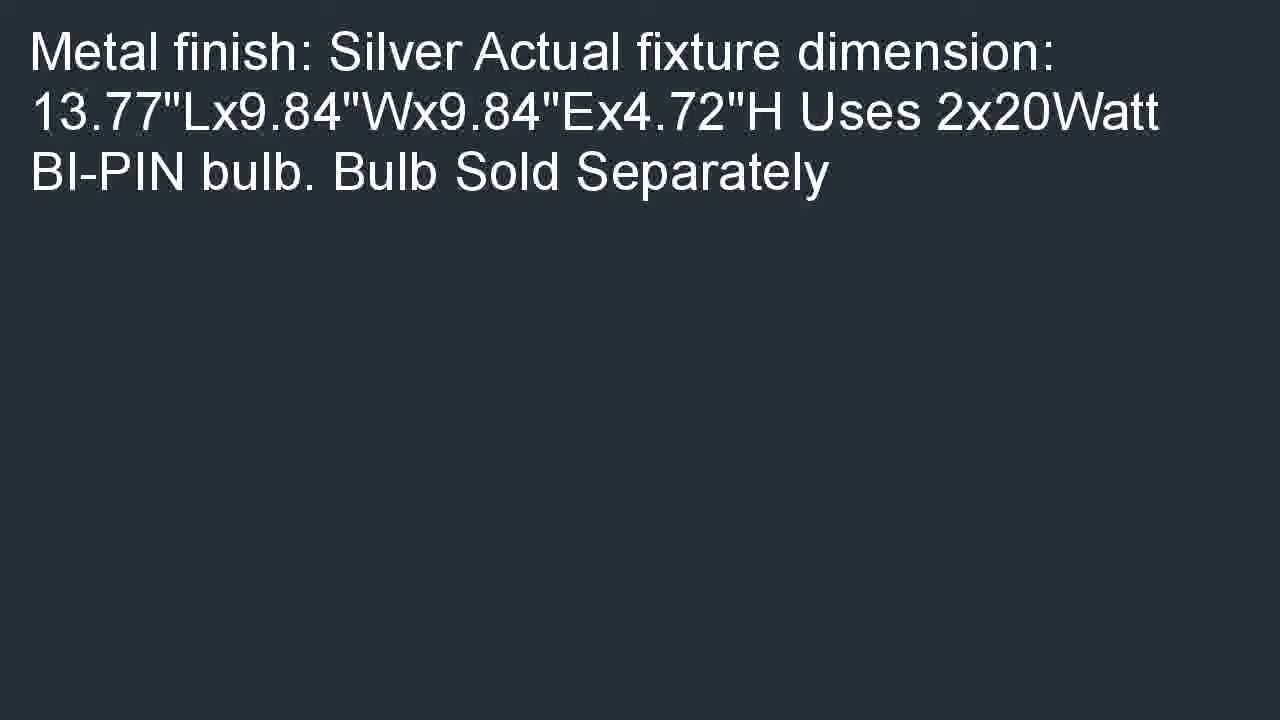 Metal finish: Silver Actual fixture dimension:
13.77"Lx9.84"Wx9.84"Ex4.72"H Uses 2x20Watt
BI-PIN bulb. Bulb Sold Separately